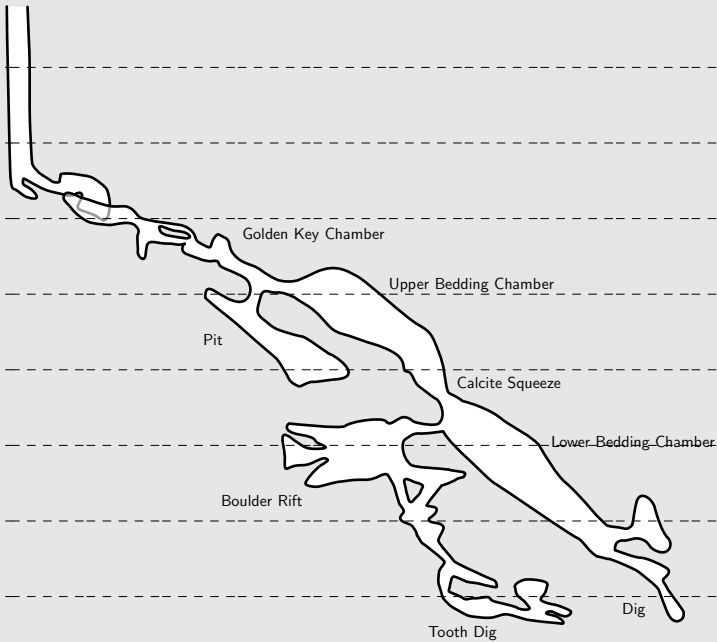 Golden Key Chamber
Upper Bedding Chamber
Pit
Calcite Squeeze
Lower Bedding Chamber
Boulder Rift
Dig
Tooth Dig